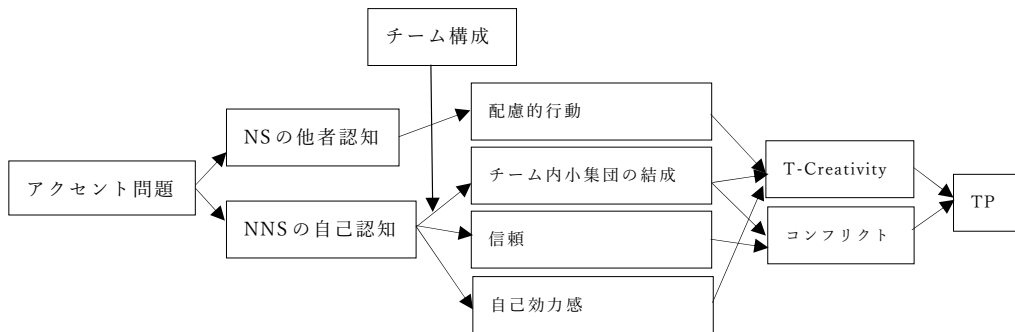 チーム構成
配慮的行動
NSの他者認知
T-Creativity
チーム内小集団の結成
アクセント問題
TP
NNSの自己認知
信頼
コンフリクト
自己効力感